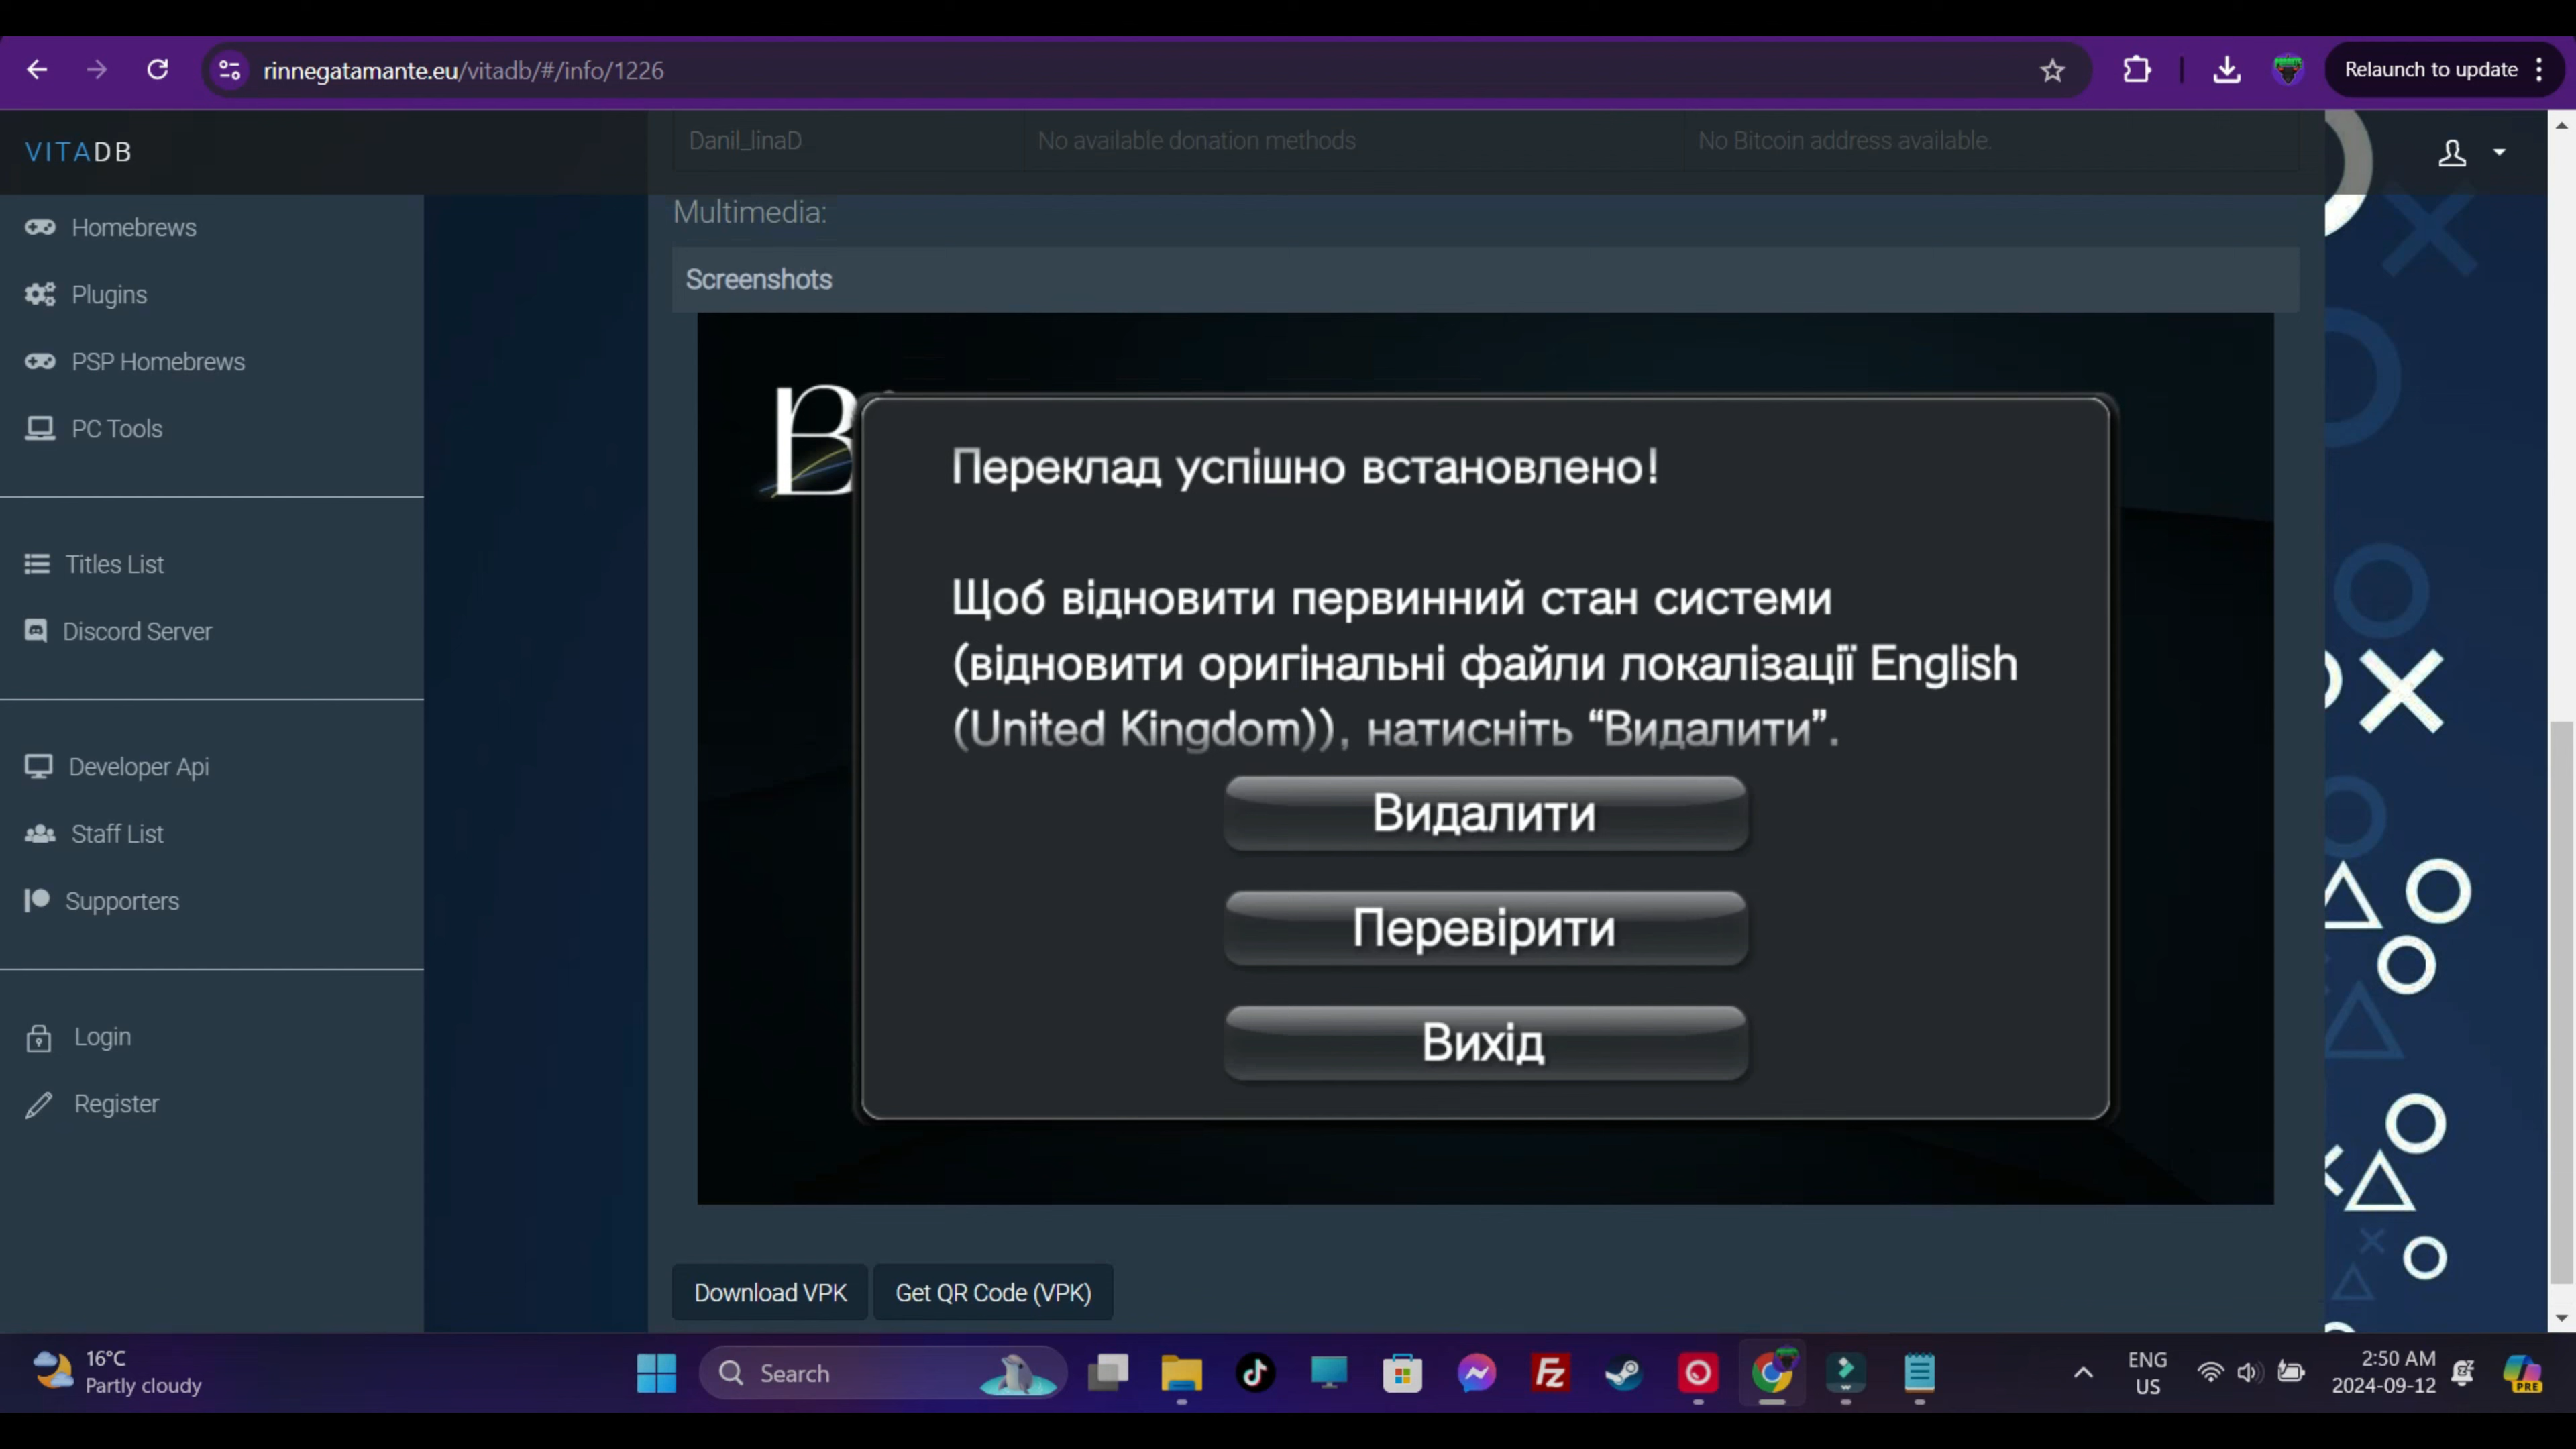 rinnegatamante.eu/vitadb/#/info/1226
Relaunch to update
VITADB
Danil_linaD
No available donation methods
No Bitcoin address available.
Homebrews
Plugins
PSP Homebrews
PC Tools
Titles List
Discord Server
Developer Api
Staff List
Supporters
Login
Register
Multimedia:
Screenshots
Переклад успішно встановлено!
Щоб відновити первинний стан системи
(відновити оригінальні файли локалізації English
(United Kingdom)), натисніть “Видалити”.
Видалити
Перевірити
Вихід
Download VPK
Get QR Code (VPK)
16°C
Partly cloudy
Search
ENG
US
2:50 AM
2024-09-12
PRE